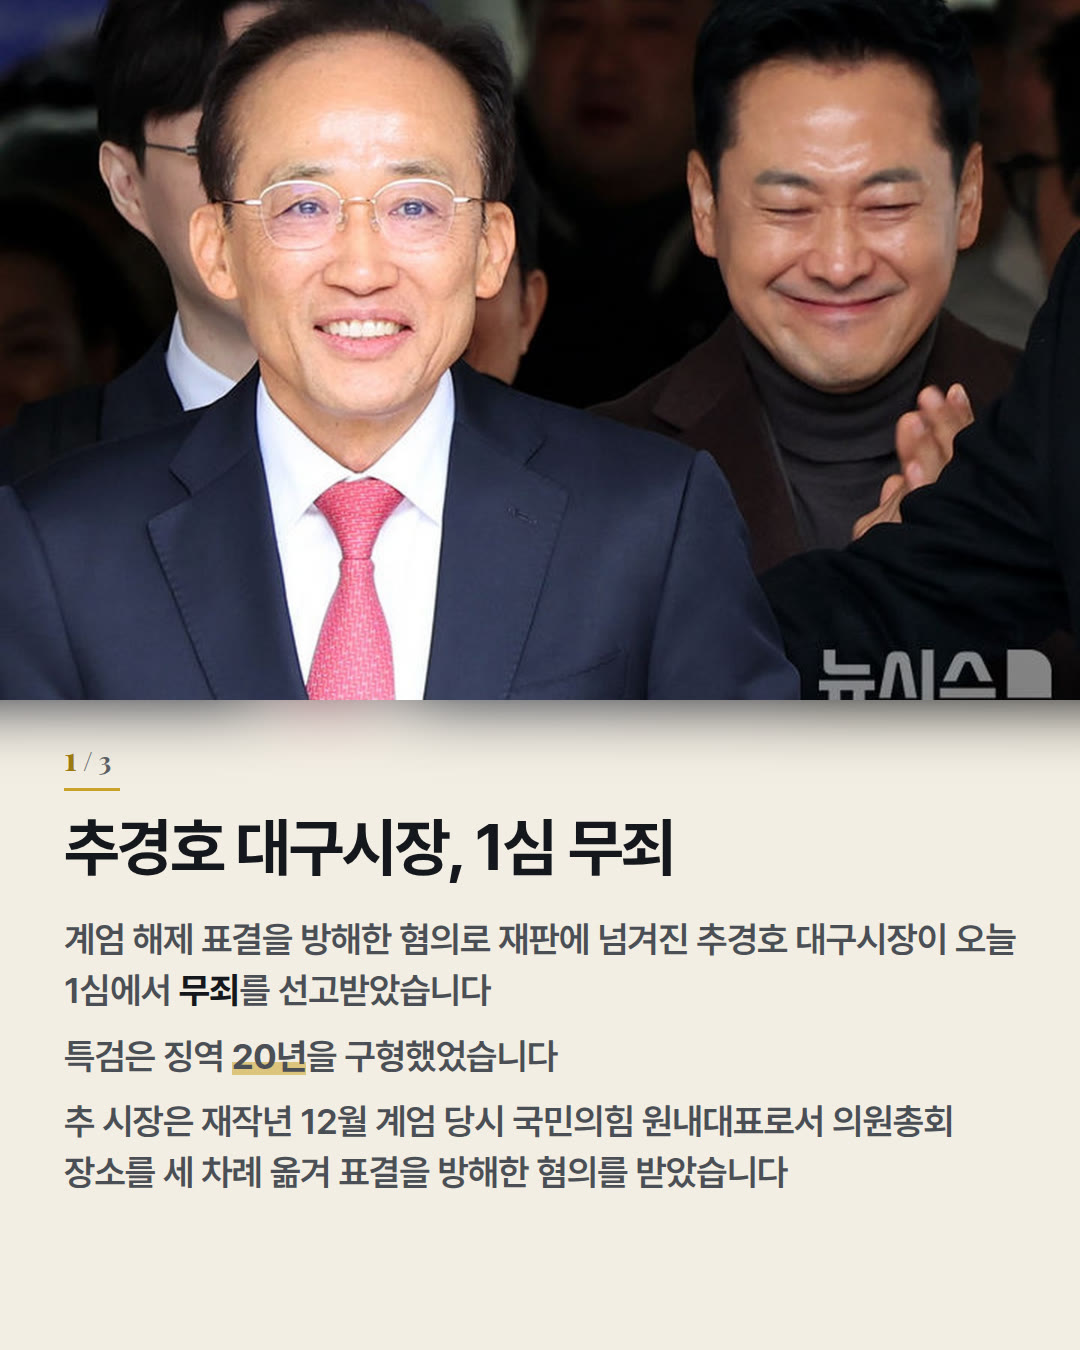 뉴시스
1 / 3
추경호 대구시장, 1심 무죄
계엄 해제 표결을 방해한 혐의로 재판에 넘겨진 추경호 대구시장이 오늘
1심에서 무죄를 선고받았습니다
특검은 징역 20년을 구형했었습니다
추 시장은 재작년 12월 계엄 당시 국민의힘 원내대표로서 의원총회
장소를 세 차례 옮겨 표결을 방해한 혐의를 받았습니다